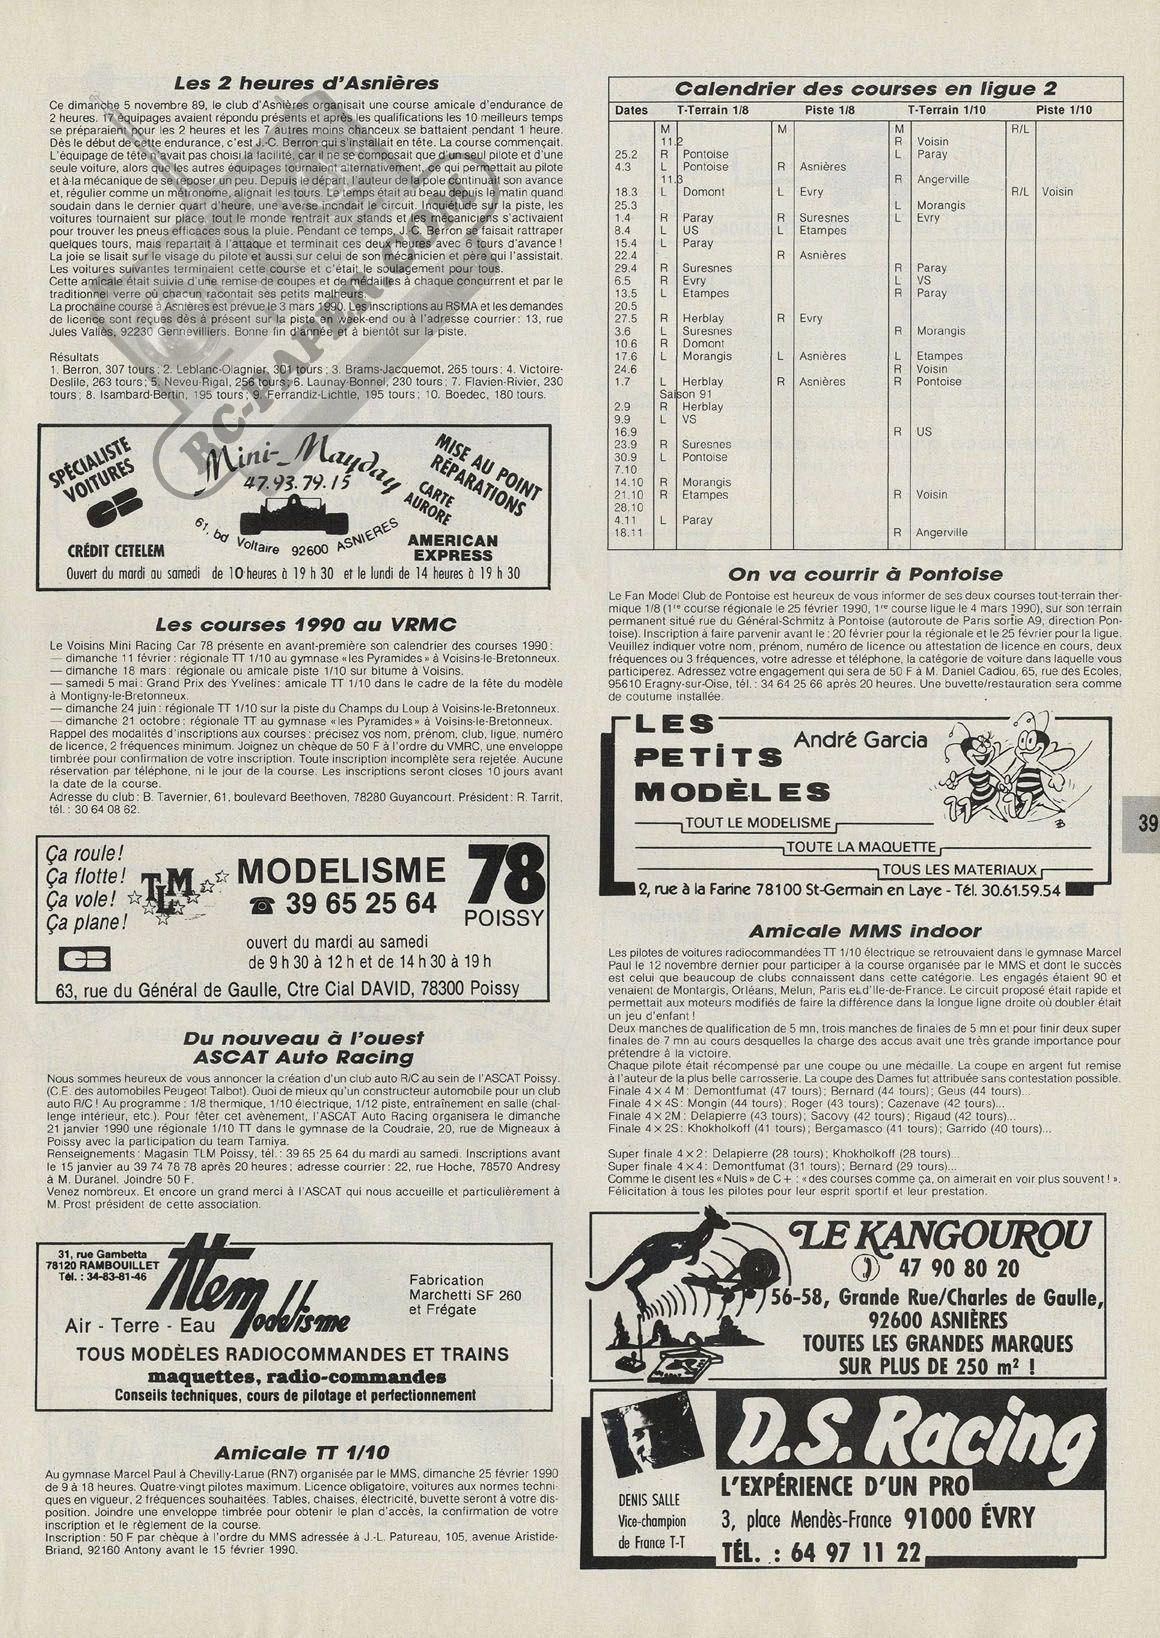 Les 2 heures d'Asnières
Ce dimanche 5 novembre 89, le club d'Asnières organisait une course amicale d'endurance de
2 heures. 17 équipages avaient répondu présents et après les qualifications les 10 meilleurs temps
se préparaient pour les 2 heures et les 7 autres moins chanceux se battaient pendant 1 heure.
Dès le début de cette endurance, c'est J.-C. Berron qui s'installait en tête. La course commençait.
L'équipage de tête n'avait pas choisi la facilité, car il ne se composait que d'un seul pilote et d'une
seule voiture, alors que les autres équipages tournaient alternativement, ce qui permettait au pilote
et à la mécanique de se reposer un peu. Depuis le départ, l'auteur de la pole continuait son avance
et, régulier comme un métronome, alignait les tours. Le temps était au beau depuis le matin quand
soudain dans le dernier quart d'heure, une averse inondait le circuit. Inquiétude sur la piste, les
voitures tournaient sur place, tout le monde rentrait aux stands et les mécaniciens s'activaient
pour trouver les pneus efficaces sous la pluie. Pendant ce temps, J.-C. Berron se faisait rattraper
quelques tours, mais repartait à l'attaque et terminait ces deux heures avec 6 tours d'avance !
La joie se lisait sur le visage du pilote aussi sur celui de son mécanicien et père qui l'assistait.
Les voitures suivantes terminaient cette course et c'était le soulagement pour tous.
Cette amicale était suivie d'une remise de coupes et de médailles à chaque concurrent et par le
traditionnel verre où chacun racontait ses petits malheurs.
La prochaine course à Asnières est prévue le 3 mars 1990. Les inscriptions au RSMA et les demandes
de licence sont reçues dès à présent sur la piste le week-end ou à l'adresse courrier : 13, rue
Jules Vallès, 92230 Gennevilliers. Bonne fin d'année et à bientôt sur la piste.
Résultats
1. Berron, 307 tours ; 2. Leblanc-Olagnier, 301 tours ; 3. Brams-Jacquemot, 265 tours ; 4. Victoire-
Deslile, 263 tours ; 5. Neveu-Rigal, 256 tours ; 6. Launay-Bonnel, 230 tours ; 7. Flavien-Rivier, 230
tours ; 8. Isambard-Bertin, 195 tours ; 9. Ferrandiz-Lichtle, 195 tours ; 10. Boedec, 180 tours.
RC-PAPER.COM
SPÉCIALISTE
VOITURES
CB
Mini-Mayday
47.93.79.15
MISE AU POINT
RÉPARATIONS
CARTE
AURORE
61, bd Voltaire 92600 ASNIERES
CRÉDIT CETELEM
AMERICAN
EXPRESS
Ouvert du mardi au samedi de 10 heures à 19 h 30 et le lundi de 14 heures à 19 h 30
Les courses 1990 au VRMC
Le Voisins Mini Racing Car 78 présente en avant-première son calendrier des courses 1990 :
— dimanche 11 février : régionale TT 1/10 au gymnase «les Pyramides» à Voisins-le-Bretonneux.
— dimanche 18 mars : régionale ou amicale piste 1/10 sur bitume à Voisins.
— samedi 5 mai : Grand Prix des Yvelines : amicale TT 1/10 dans le cadre de la fête du modèle
à Montigny-le-Bretonneux.
— dimanche 24 juin : régionale TT 1/10 sur la piste du Champs du Loup à Voisins-le-Bretonneux.
— dimanche 21 octobre : régionale TT au gymnase «les Pyramides» à Voisins-le-Bretonneux.
Rappel des modalités d'inscriptions aux courses : précisez vos nom, prénom, club, ligue, numéro
de licence, 2 fréquences minimum. Joignez un chèque de 50 F à l'ordre du VMRC, une enveloppe
timbrée pour confirmation de votre inscription. Toute inscription incomplète sera rejetée. Aucune
réservation par téléphone, ni le jour de la course. Les inscriptions seront closes 10 jours avant
la date de la course.
Adresse du club : B. Tavernier, 61, boulevard Beethoven, 78280 Guyancourt. Président : R. Tarrit,
tél. : 30 64 08 62.
Ça roule !
Ça flotte !
Ça vole !
Ça plane !
TLM
CB
MODELISME 78
☎ 39 65 25 64 POISSY
ouvert du mardi au samedi
de 9 h 30 à 12 h et de 14 h 30 à 19 h
63, rue du Général de Gaulle, Ctre Cial DAVID, 78300 Poissy
Du nouveau à l'ouest
ASCAT Auto Racing
Nous sommes heureux de vous annoncer la création d'un club auto R/C au sein de l'ASCAT Poissy.
(C.E. des automobiles Peugeot Talbot). Quoi de mieux qu'un constructeur automobile pour un club
auto R/C ! Au programme : 1/8 thermique, 1/10 électrique, 1/12 piste, entraînement en salle (chal-
lenge intérieur, etc.). Pour fêter cet avènement, l'ASCAT Auto Racing organisera le dimanche
21 janvier 1990 une régionale 1/10 TT dans le gymnase de la Coudraie, 20, rue de Migneaux à
Poissy avec la participation du team Tamiya.
Renseignements : Magasin TLM Poissy, tél. : 39 65 25 64 du mardi au samedi. Inscriptions avant
le 15 janvier au 39 74 78 78 après 20 heures ; adresse courrier : 22, rue Hoche, 78570 Andresy
à M. Duranel. Joindre 50 F.
Venez nombreux. Et encore un grand merci à l'ASCAT qui nous accueille et particulièrement à
M. Prost président de cette association.
31, rue Gambetta
78120 RAMBOUILLET
Tél. : 34-83-81-46
Atem Modélisme
Air - Terre - Eau
Fabrication
Marchetti SF 260
et Frégate
TOUS MODÈLES RADIOCOMMANDES ET TRAINS
maquettes, radio-commandes
Conseils techniques, cours de pilotage et perfectionnement
Amicale TT 1/10
Au gymnase Marcel Paul à Chevilly-Larue (RN7) organisée par le MMS, dimanche 25 février 1990
de 9 à 18 heures. Quatre-vingt pilotes maximum. Licence obligatoire, voitures aux normes techni-
ques en vigueur, 2 fréquences souhaitées. Tables, chaises, électricité, buvette seront à votre dis-
position. Joindre une enveloppe timbrée pour obtenir le plan d'accès, la confirmation de votre
inscription et le règlement de la course.
Inscription : 50 F par chèque à l'ordre du MMS adressée à J.-L. Patureau, 105, avenue Aristide-
Briand, 92160 Antony avant le 15 février 1990.
Calendrier des courses en ligue 2
Dates T-Terrain 1/8 Piste 1/8 T-Terrain 1/10 Piste 1/10
M M M R/L
11.2 R Voisin
25.2 R Pontoise L Paray
4.3 L Pontoise R Asnières
11.3 R Angerville
18.3 L Domont L Evry R/L Voisin
25.3 L Morangis
1.4 R Paray R Suresnes L Evry
8.4 L US L Etampes
15.4 L Paray
22.4 R Asnières
29.4 R Suresnes R Paray
6.5 R Evry L VS
13.5 L Etampes R Paray
20.5
27.5 R Herblay R Evry
3.6 L Suresnes R Morangis
10.6 R Domont
17.6 L Morangis L Asnières L Etampes
24.6 R Voisin
1.7 L Herblay R Asnières R Pontoise
Saison 91
2.9 R Herblay
9.9 L VS
16.9 R US
23.9 R Suresnes
30.9 L Pontoise
7.10
14.10 R Morangis
21.10 R Etampes R Voisin
28.10
4.11 L Paray
18.11 R Angerville
On va courrir à Pontoise
Le Fan Model Club de Pontoise est heureux de vous informer de ses deux courses tout-terrain ther-
mique 1/8 (1re course régionale le 25 février 1990, 1re course ligue le 4 mars 1990), sur son terrain
permanent situé rue du Général-Schmitz à Pontoise (autoroute de Paris sortie A9, direction Pon-
toise). Inscription à faire parvenir avant le : 20 février pour la régionale et le 25 février pour la ligue.
Veuillez indiquer votre nom, prénom, numéro de licence ou attestation de licence en cours, deux
fréquences ou 3 fréquences, votre adresse et téléphone, la catégorie de voiture dans laquelle vous
participerez. Adressez votre engagement qui sera de 50 F à M. Daniel Cadiou, 65, rue des Ecoles,
95610 Eragny-sur-Oise, tél. : 34 64 25 66 après 20 heures. Une buvette/restauration sera comme
de coutume installée.
LES
PETITS
MODÈLES
André Garcia
TOUT LE MODELISME
TOUTE LA MAQUETTE
TOUS LES MATERIAUX
2, rue à la Farine 78100 St-Germain en Laye - Tél. 30.61.59.54
39
Amicale MMS indoor
Les pilotes de voitures radiocommandées TT 1/10 électrique se retrouvaient dans le gymnase Marcel
Paul le 12 novembre dernier pour participer à la course organisée par le MMS et dont le succès
est celui que beaucoup de clubs connaissent dans cette catégorie. Les engagés étaient 90 et
venaient de Montargis, Orléans, Melun, Paris et d'Ile-de-France. Le circuit proposé était rapide et
permettait aux moteurs modifiés de faire la différence dans la longue ligne droite où doubler était
un jeu d'enfant !
Deux manches de qualification de 5 mn, trois manches de finales de 5 mn et pour finir deux super
finales de 7 mn au cours desquelles la charge des accus avait une très grande importance pour
prétendre à la victoire.
Chaque pilote était récompensé par une coupe ou une médaille. La coupe en argent fut remise
à l'auteur de la plus belle carrosserie. La coupe des Dames fut attribuée sans contestation possible.
Finale 4 × 4 M : Demontfumat (47 tours) ; Bernard (44 tours) ; Geus (44 tours)...
Finale 4 × 4S : Mongin (44 tours) ; Roger (43 tours) ; Cazenave (42 tours)...
Finale 4 × 2M : Delapierre (43 tours) ; Sacovy (42 tours) ; Rigaud (42 tours)...
Finale 4 × 2S : Khokholkoff (41 tours) ; Bergamasco (41 tours) ; Garrido (40 tours)...
Super finale 4 × 2 : Delapierre (28 tours) ; Khokholkoff (28 tours)...
Super finale 4 × 4 : Demontfumat (31 tours) ; Bernard (29 tours)...
Comme le disent les «Nuls» de C + : «des courses comme ça, on aimerait en voir plus souvent ! ».
Félicitation à tous les pilotes pour leur esprit sportif et leur prestation.
LE KANGOUROU
47 90 80 20
56-58, Grande Rue/Charles de Gaulle,
92600 ASNIÈRES
TOUTES LES GRANDES MARQUES
SUR PLUS DE 250 m² !
D.S. Racing
L'EXPÉRIENCE D'UN PRO
DENIS SALLE
Vice-champion
de France T-T
3, place Mendès-France 91000 ÉVRY
TÉL. : 64 97 11 22